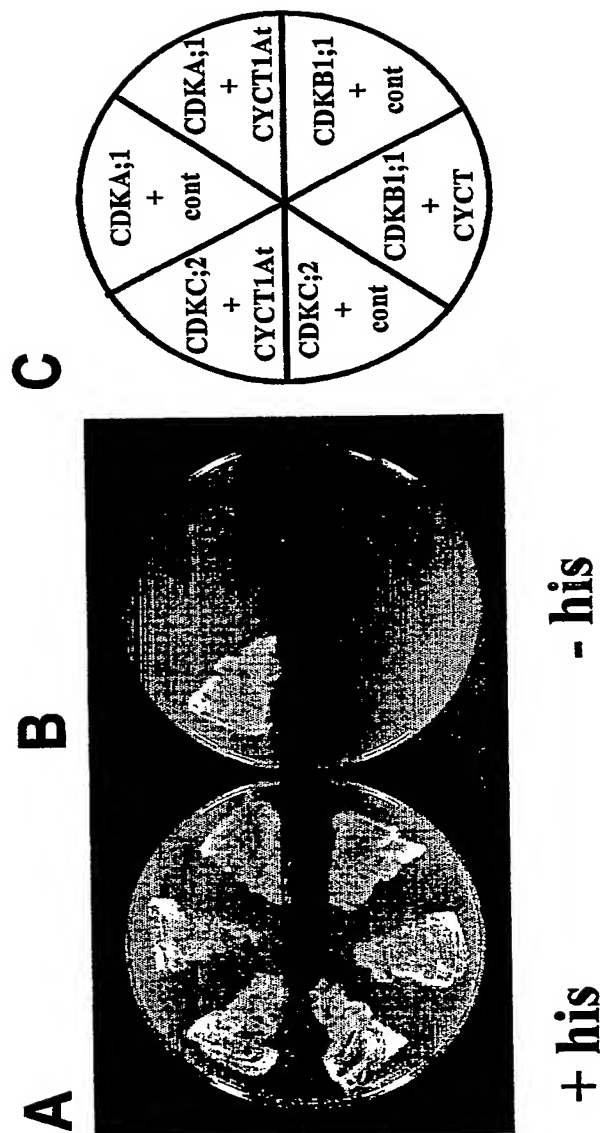 A
B
C
+ his
- his
CDKA;1
+
cont
CDKA;1
+
CYCT1At
CDKB1;1
+
cont
CDKB1;1
+
CYCT
CDKC;2
+
cont
CDKC;2
+
CYCT1At